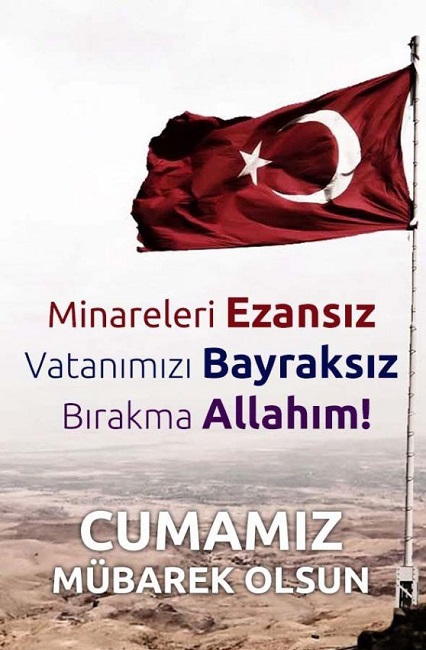 Minareleri Ezansız
Vatanımızı Bayraksız
Bırakma Allahım!
CUMAMIZ
MÜBAREK OLSUN